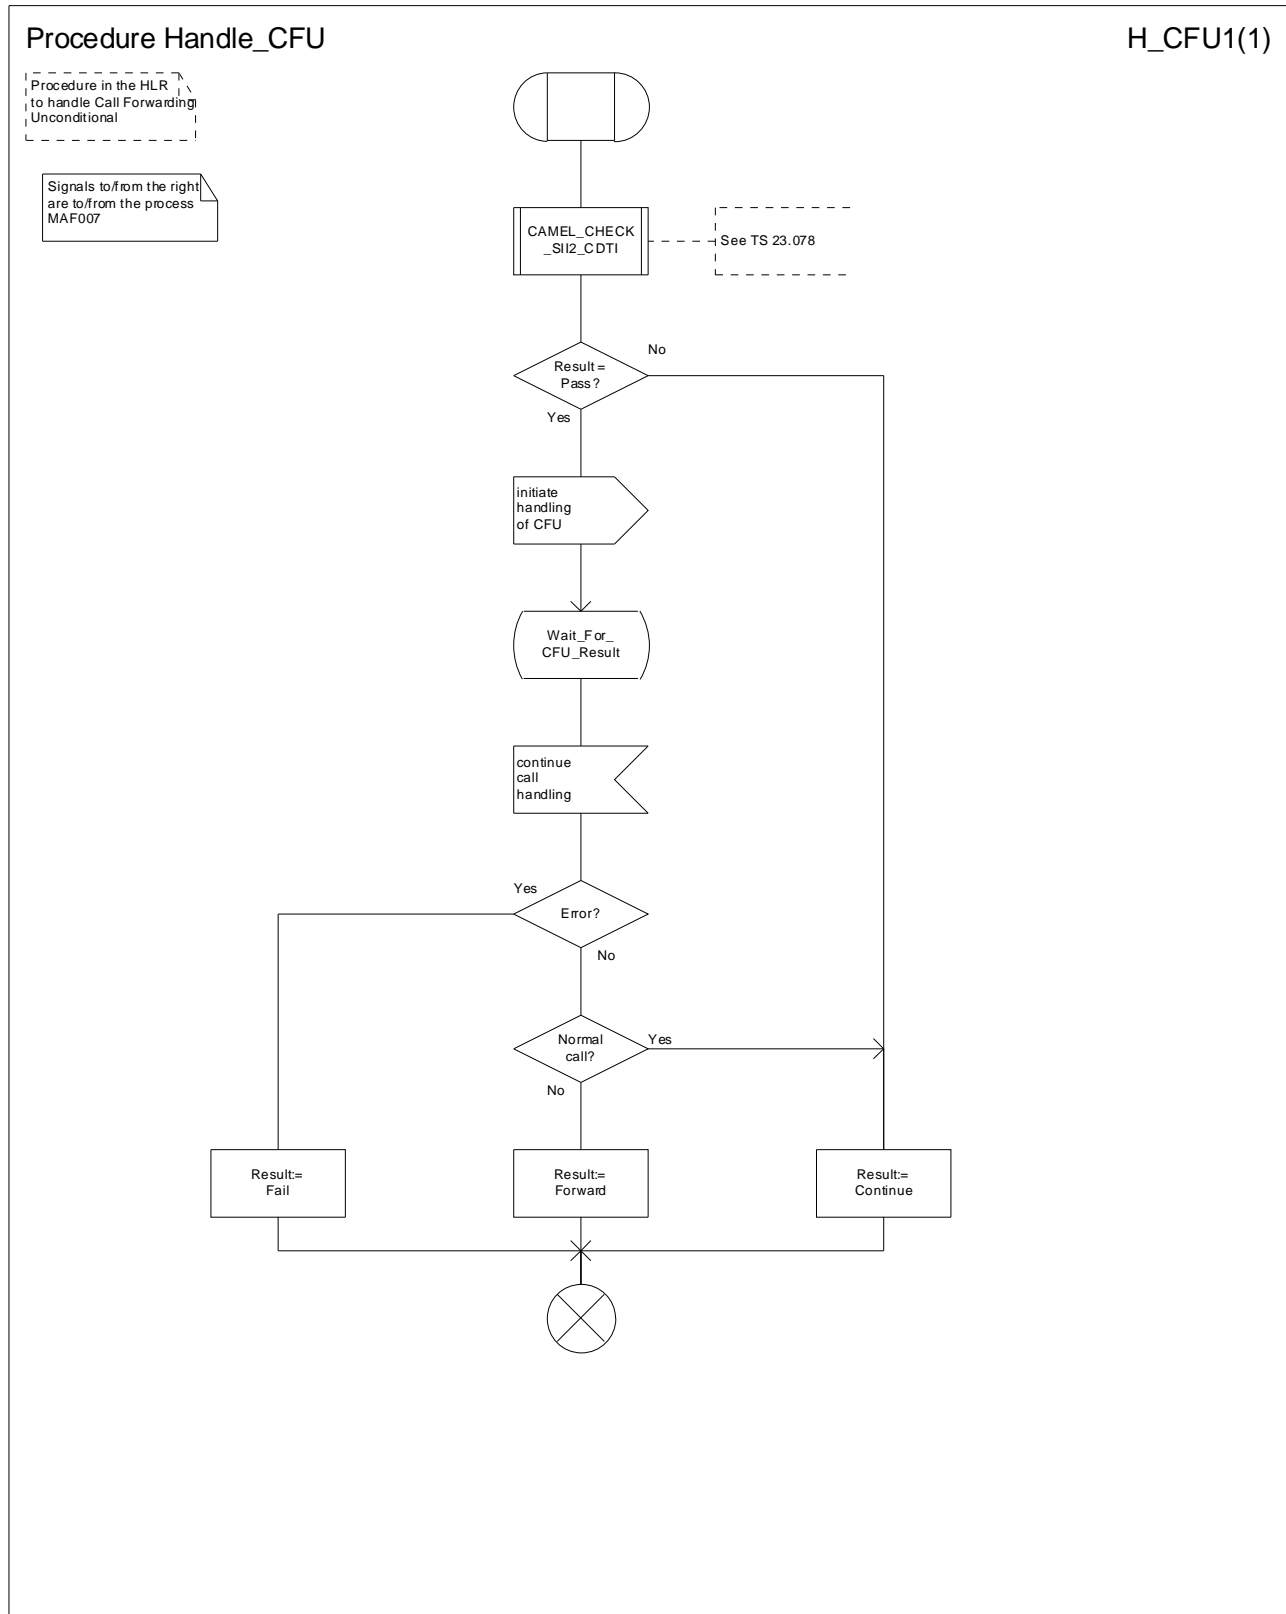 Procedure Handle_CFU
H_CFU1(1)
Procedure in the HLR
to handle Call Forwarding
Unconditional
Signals to/from the right
are to/from the process
MAF007
CAMEL_CHECK
_SII2_CDTI
See TS 23.078
No
Result =
Pass?
Yes
initiate
handling
of CFU
Wait_For_
CFU_Result
continue
call
handling
Yes
Error?
No
Normal
call?
Yes
No
Result:=
Fail
Result:=
Forward
Result:=
Continue